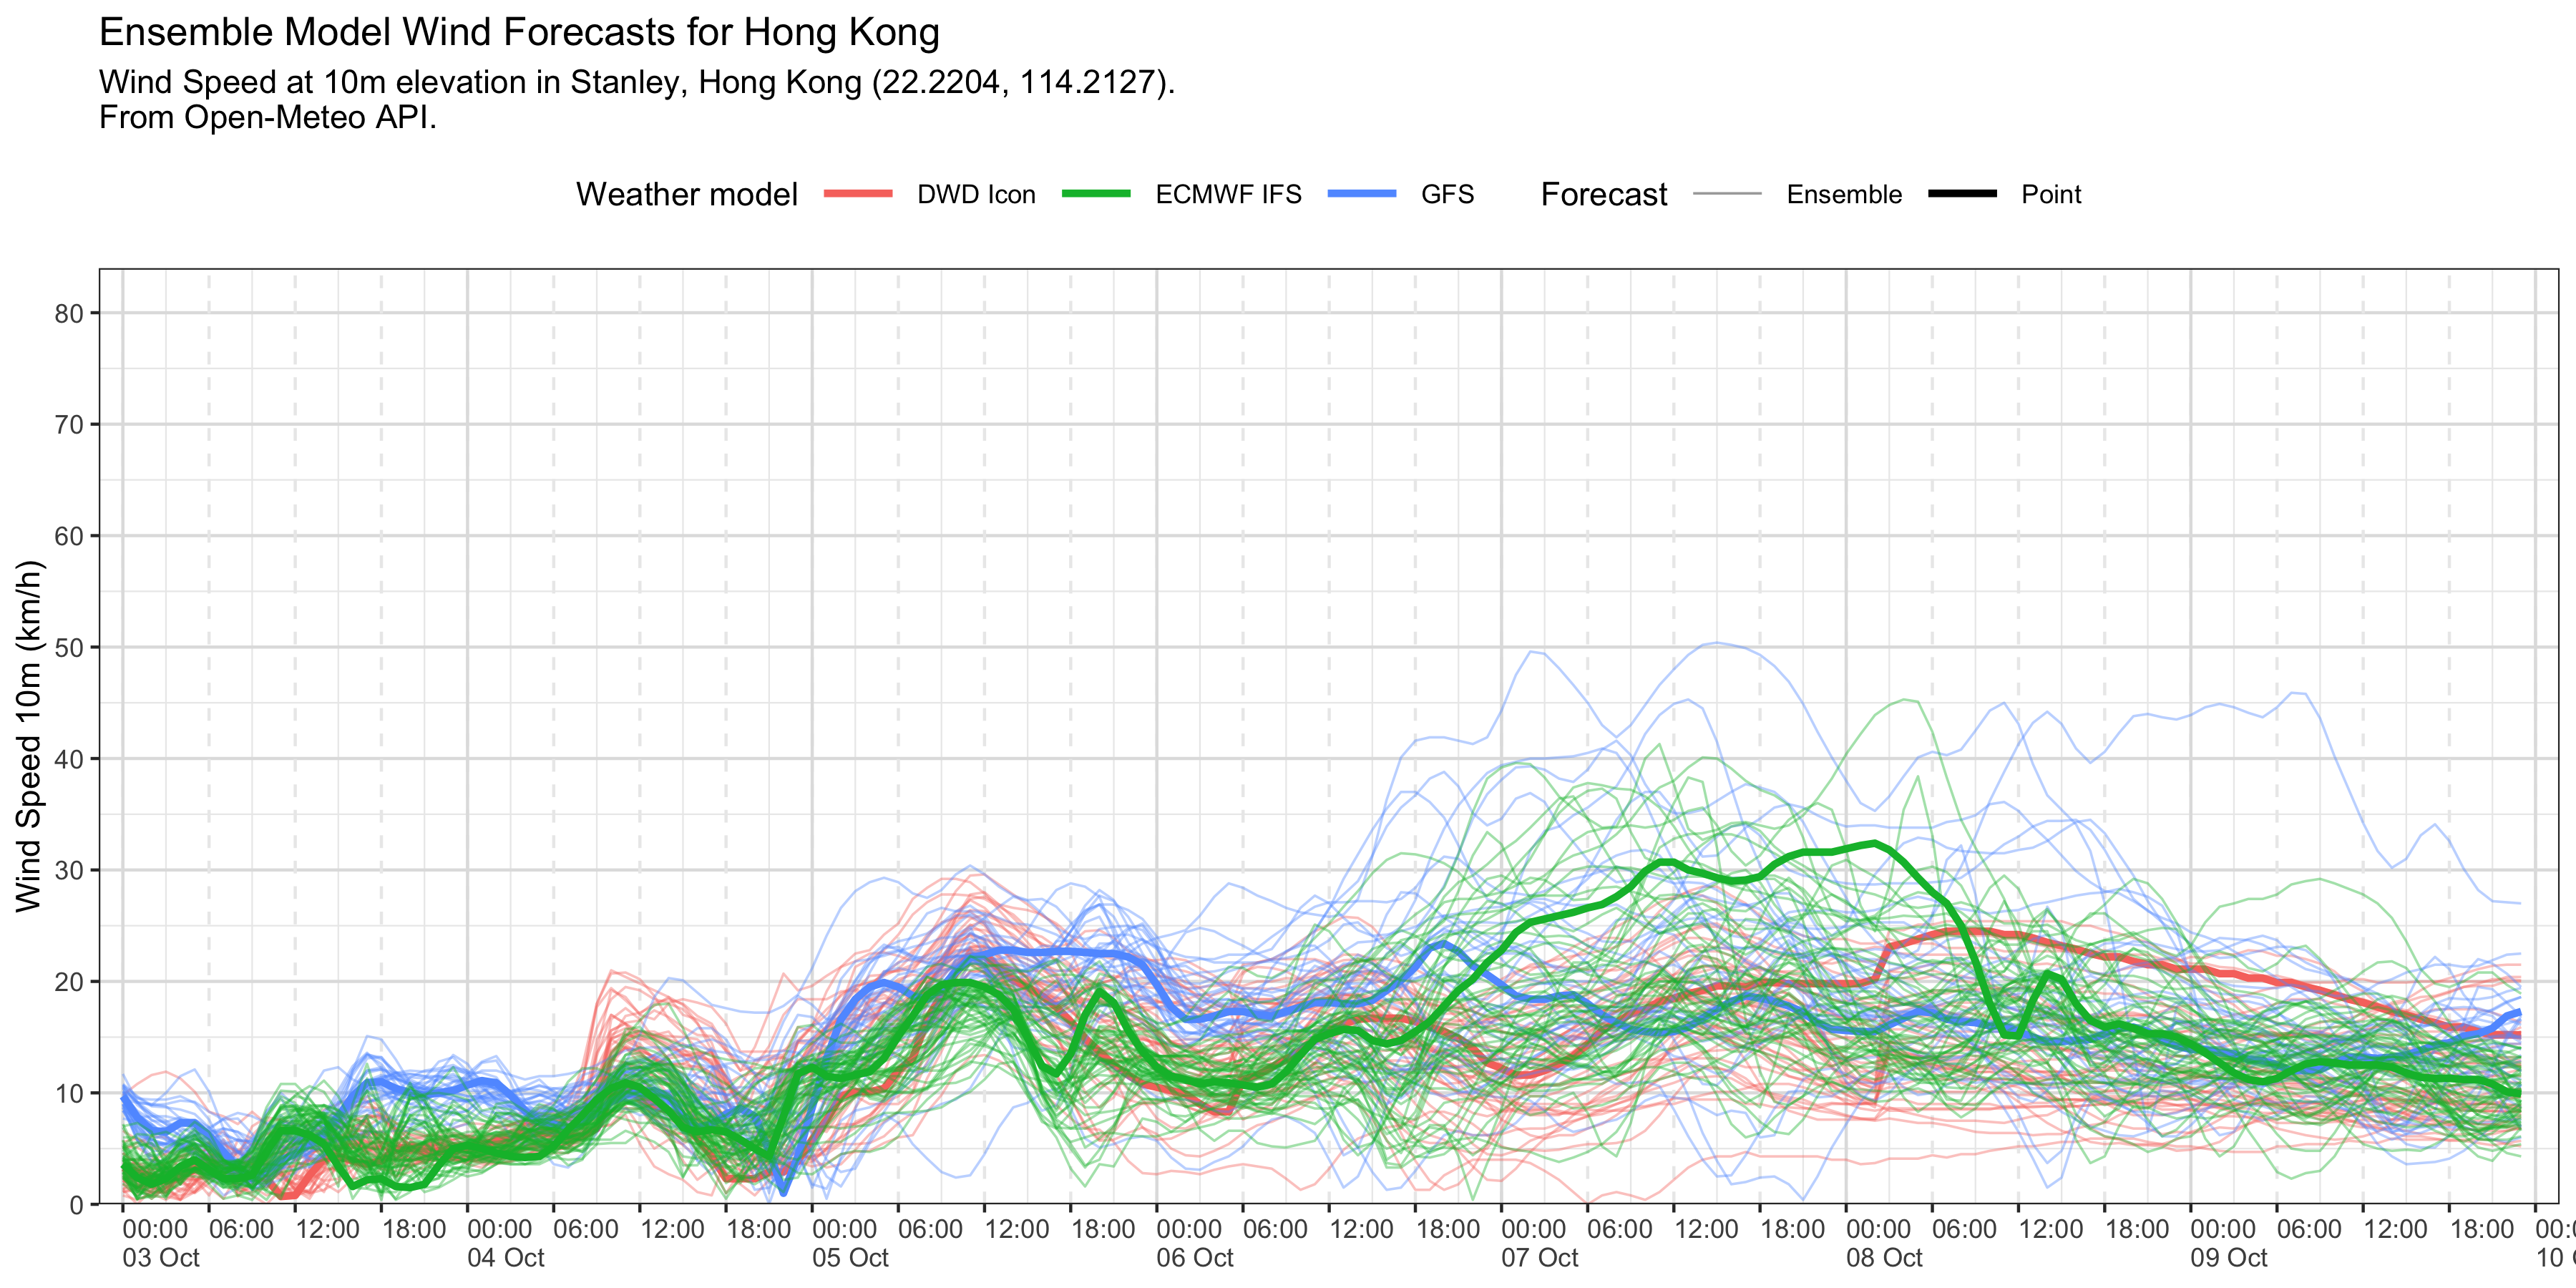 Ensemble Model Wind Forecasts for Hong Kong
Wind Speed at 10m elevation in Stanley, Hong Kong (22.2204, 114.2127).
From Open-Meteo API.
Weather model DWD Icon ECMWF IFS GFS Forecast Ensemble Point
Wind Speed 10m (km/h)
80
70
60
50
40
30
20
10
0
00:00 06:00 12:00 18:00 00:00 06:00 12:00 18:00 00:00 06:00 12:00 18:00 00:00 06:00 12:00 18:00 00:00 06:00 12:00 18:00 00:00 06:00 12:00 18:00 00:00 06:00 12:00 18:00
03 Oct 04 Oct 05 Oct 06 Oct 07 Oct 08 Oct 09 Oct 10